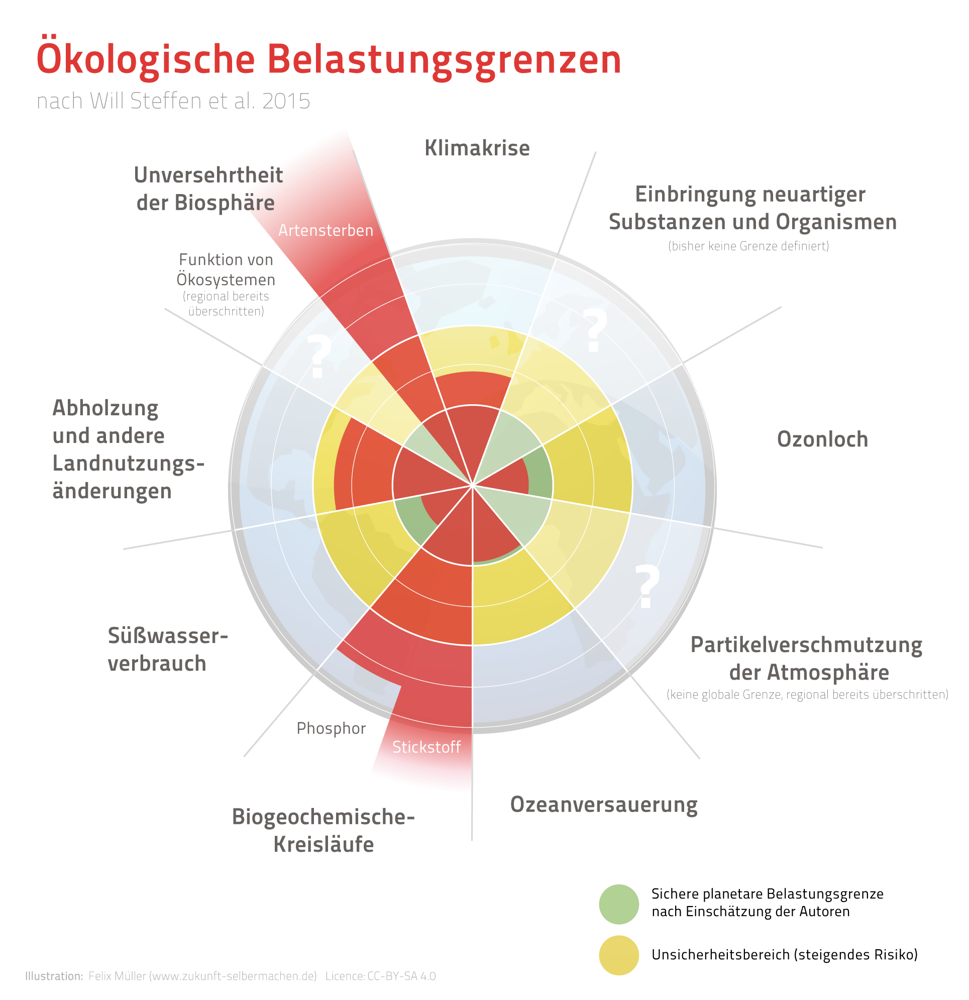 Ökologische Belastungsgrenzen
nach Will Steffen et al. 2015
Klimakrise
Unversehrtheit
der Biosphäre
Artensterben
Funktion von
Ökosystemen
(regional bereits
überschritten)
Einbringung neuartiger
Substanzen und Organismen
(bisher keine Grenze definiert)
?
?
Abholzung
und andere
Landnutzungs-
änderungen
Ozonloch
?
Süßwasser-
verbrauch
Partikelverschmutzung
der Atmosphäre
(keine globale Grenze, regional bereits überschritten)
Phosphor
Stickstoff
Biogeochemische-
Kreisläufe
Ozeanversauerung
Sichere planetare Belastungsgrenze
nach Einschätzung der Autoren
Unsicherheitsbereich (steigendes Risiko)
Illustration: Felix Müller (www.zukunft-selbermachen.de) Licence: CC-BY-SA 4.0